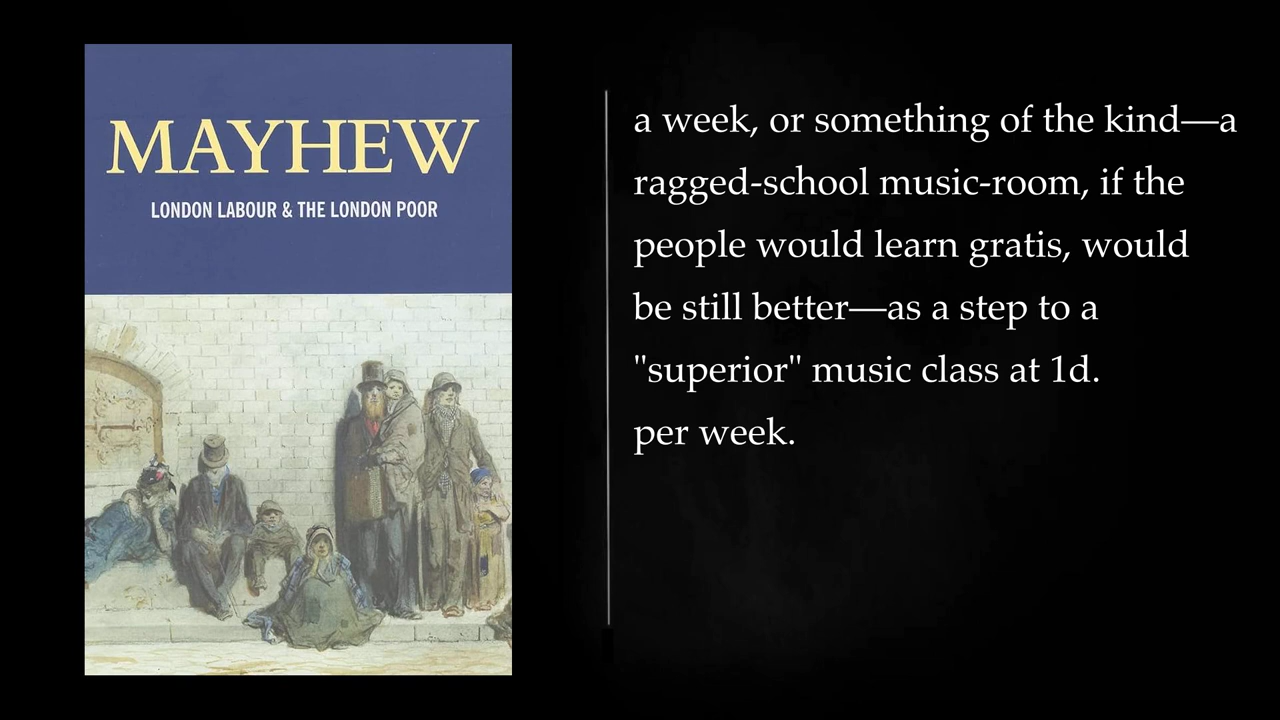 MAYHEW
LONDON LABOUR & THE LONDON POOR
a week, or something of the kind—a
ragged-school music-room, if the
people would learn gratis, would
be still better—as a step to a
"superior" music class at 1d.
per week.